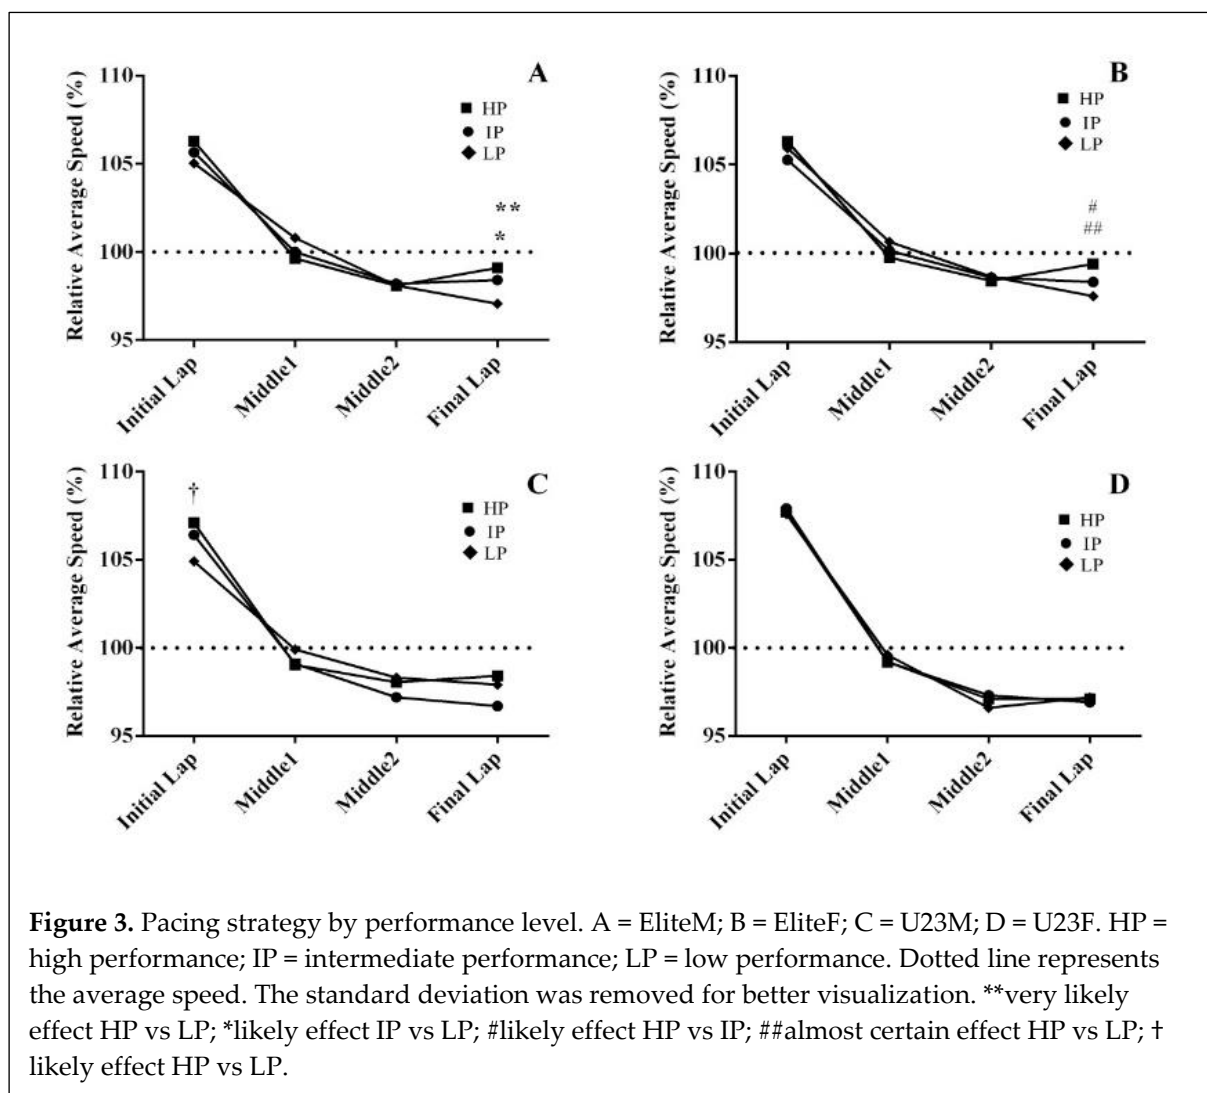 110
A
Relative Average Speed (%)
HP
IP
LP
105
**
*
100
95
Initial Lap
Middle1
Middle2
Final Lap
110
B
Relative Average Speed (%)
HP
IP
LP
105
#
##
100
95
Initial Lap
Middle1
Middle2
Final Lap
110
C
Relative Average Speed (%)
†
HP
IP
LP
105
100
95
Initial Lap
Middle1
Middle2
Final Lap
110
D
Relative Average Speed (%)
HP
IP
LP
105
100
95
Initial Lap
Middle1
Middle2
Final Lap
Figure 3. Pacing strategy by performance level. A = EliteM; B = EliteF; C = U23M; D = U23F. HP =
high performance; IP = intermediate performance; LP = low performance. Dotted line represents
the average speed. The standard deviation was removed for better visualization. **very likely
effect HP vs LP; *likely effect IP vs LP; #likely effect HP vs IP; ##almost certain effect HP vs LP; †
likely effect HP vs LP.